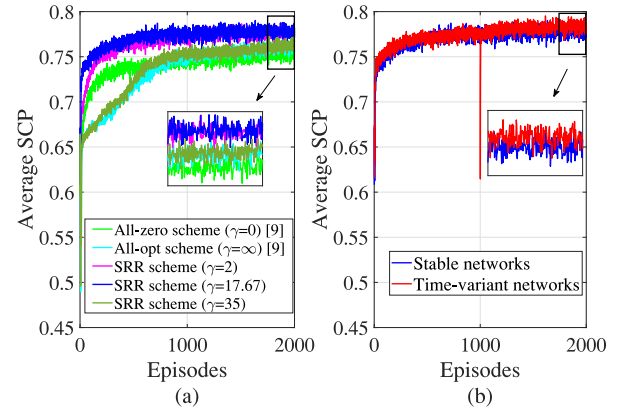 0.8
0.75
0.7
0.65
0.6
0.55
0.5
0.45
Average SCP
All-zero scheme (γ=0) [9]
All-opt scheme (γ=∞) [9]
SRR scheme (γ=2)
SRR scheme (γ=17.67)
SRR scheme (γ=35)
0 1000 2000
Episodes
(a)
0.8
0.75
0.7
0.65
0.6
0.55
0.5
0.45
Average SCP
Stable networks
Time-variant networks
0 1000 2000
Episodes
(b)